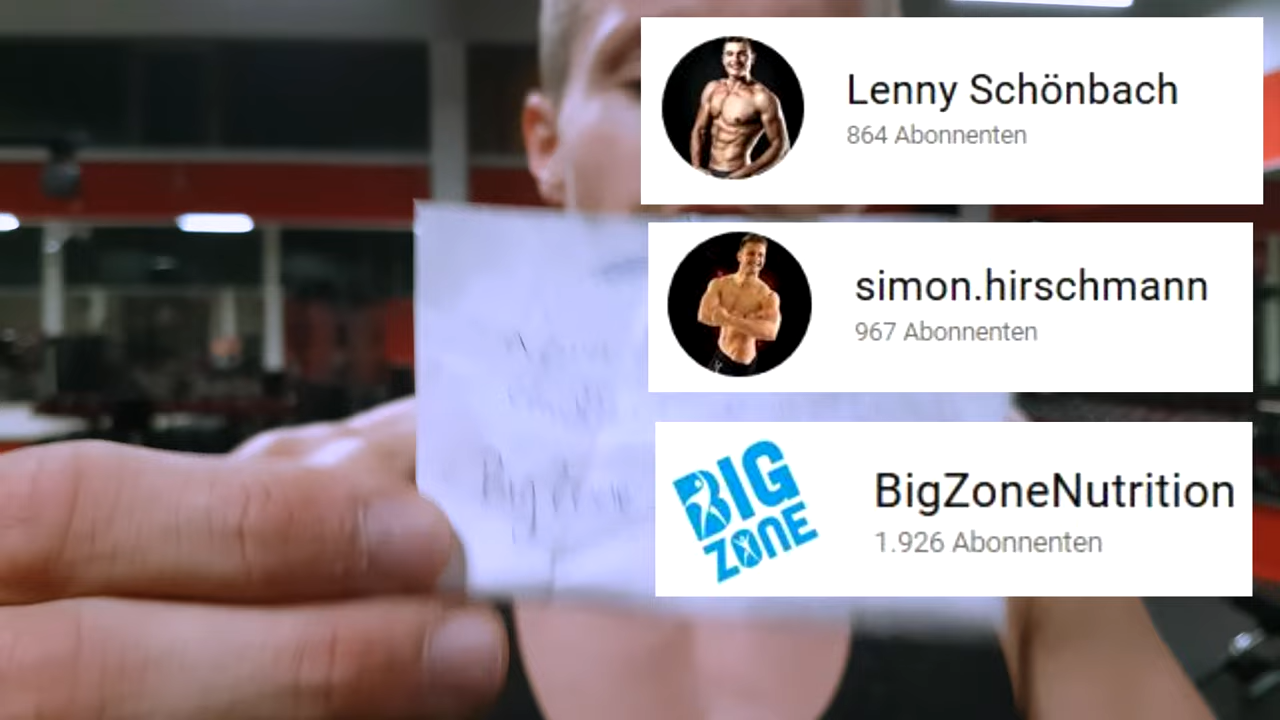 Lenny Schönbach
864 Abonnenten
simon.hirschmann
967 Abonnenten
BIG
ZONE
BigZoneNutrition
1.926 Abonnenten